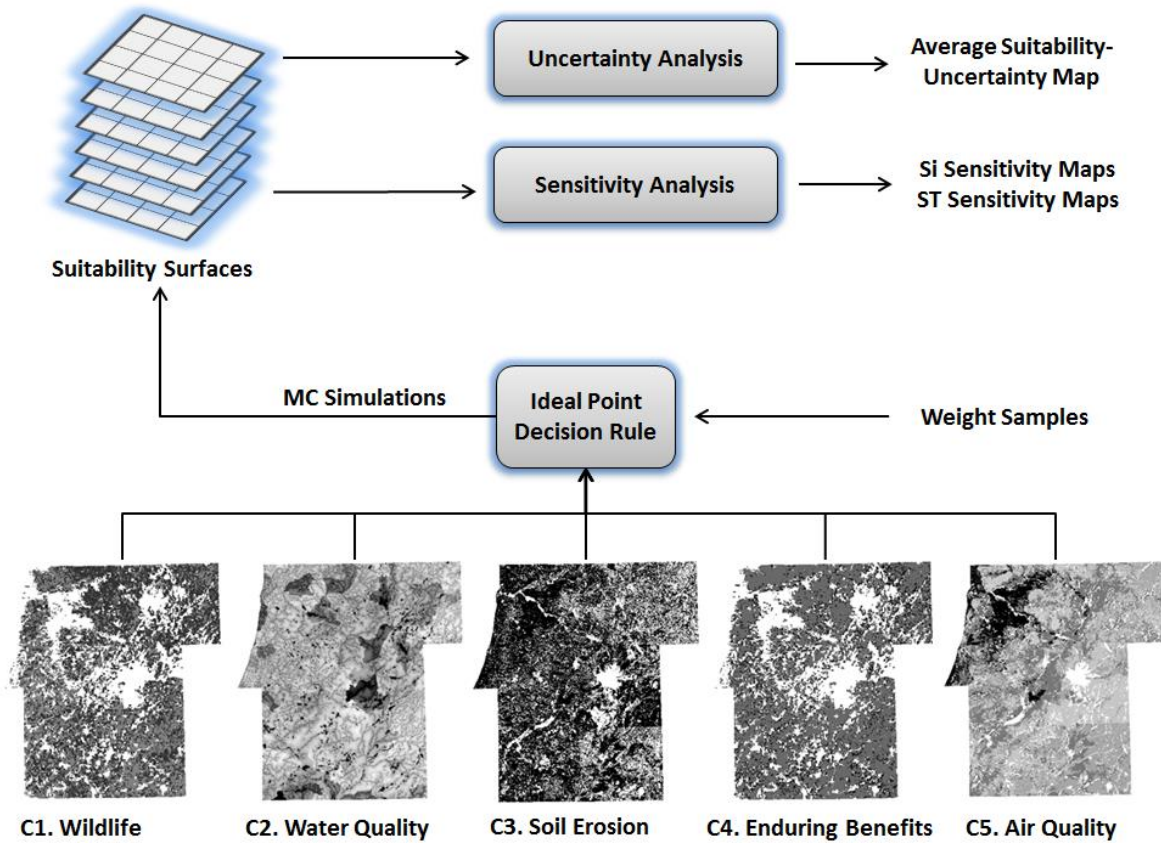 Uncertainty Analysis
Average Suitability-
Uncertainty Map
Sensitivity Analysis
Si Sensitivity Maps
ST Sensitivity Maps
Suitability Surfaces
MC Simulations
Ideal Point
Decision Rule
Weight Samples
C1. Wildlife
C2. Water Quality
C3. Soil Erosion
C4. Enduring Benefits
C5. Air Quality